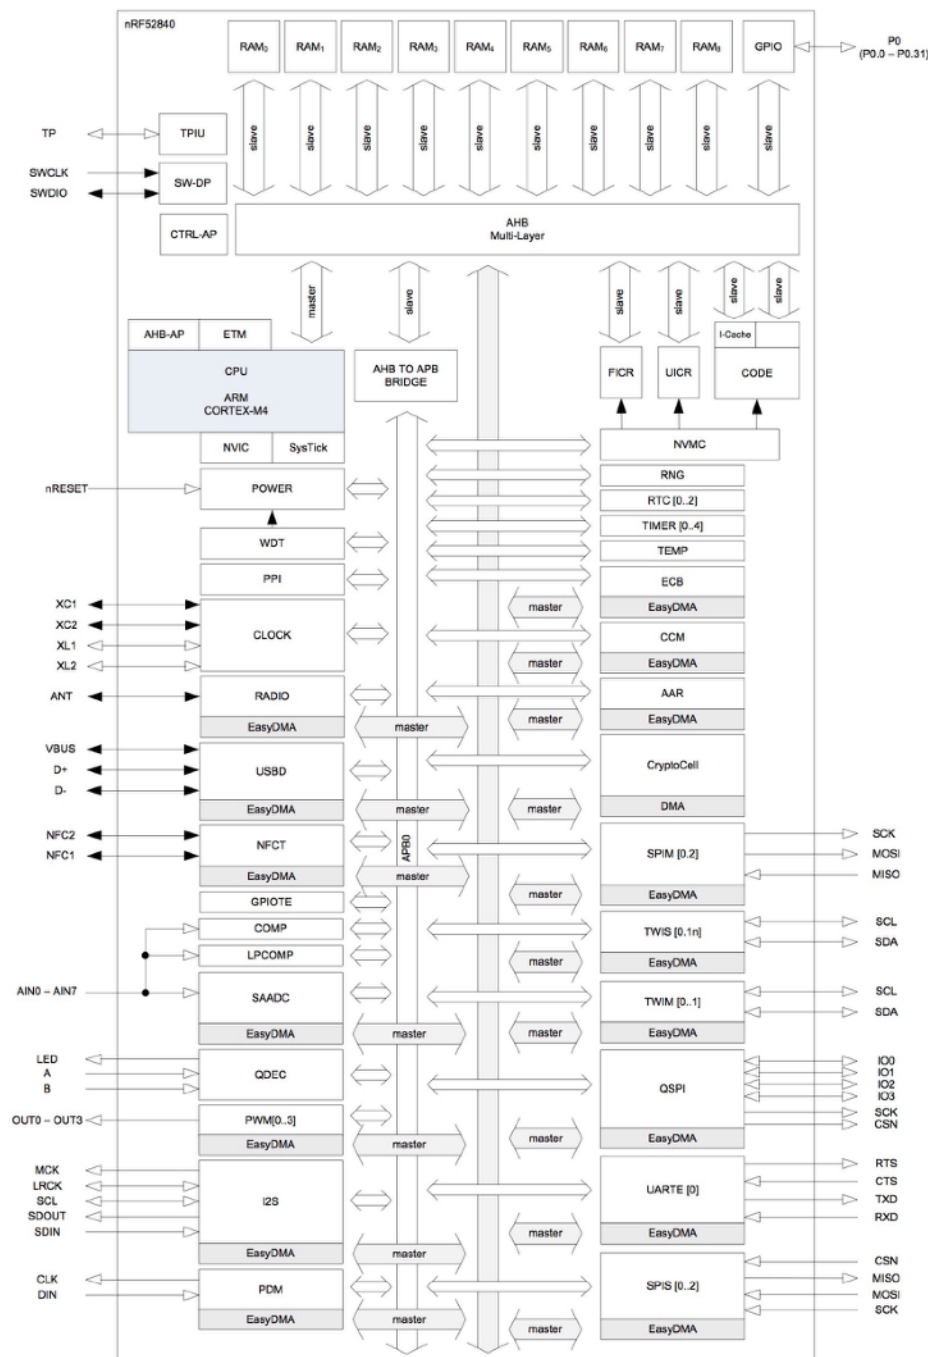 nRF52840
RAM0 RAM1 RAM2 RAM3 RAM4 RAM5 RAM6 RAM7 RAM8 GPIO
P0
(P0.0 – P0.31)
slave slave slave slave slave slave slave slave slave slave
TP
TPIU
SWCLK
SWDIO
SW-DP
CTRL-AP
AHB
Multi-Layer
master
slave
slave
slave
slave
slave
AHB-AP
ETM
CPU
ARM
CORTEX-M4
NVIC
SysTick
AHB TO APB
BRIDGE
FICR
UICR
I-Cache
CODE
NVMC
nRESET
POWER
WDT
PPI
XC1
XC2
XL1
XL2
CLOCK
ANT
RADIO
EasyDMA
master
VBUS
D+
D-
USBD
EasyDMA
master
NFC2
NFC1
NFCT
EasyDMA
master
APB0
GPIOTE
COMP
LPCOMP
AIN0 – AIN7
SAADC
EasyDMA
master
LED
A
B
QDEC
OUT0 – OUT3
PWM[0..3]
EasyDMA
master
MCK
LRCK
SCL
SDOUT
SDIN
I2S
EasyDMA
master
CLK
DIN
PDM
EasyDMA
master
RNG
RTC [0..2]
TIMER [0..4]
TEMP
ECB
master
EasyDMA
CCM
master
EasyDMA
AAR
master
EasyDMA
CryptoCell
master
DMA
SPIM [0.2]
master
EasyDMA
SCK
MOSI
MISO
TWIS [0.1n]
master
EasyDMA
SCL
SDA
TWIM [0..1]
master
EasyDMA
SCL
SDA
QSPI
master
EasyDMA
IO0
IO1
IO2
IO3
SCK
CSN
UARTE [0]
master
EasyDMA
RTS
CTS
TXD
RXD
SPIS [0..2]
master
EasyDMA
CSN
MISO
MOSI
SCK